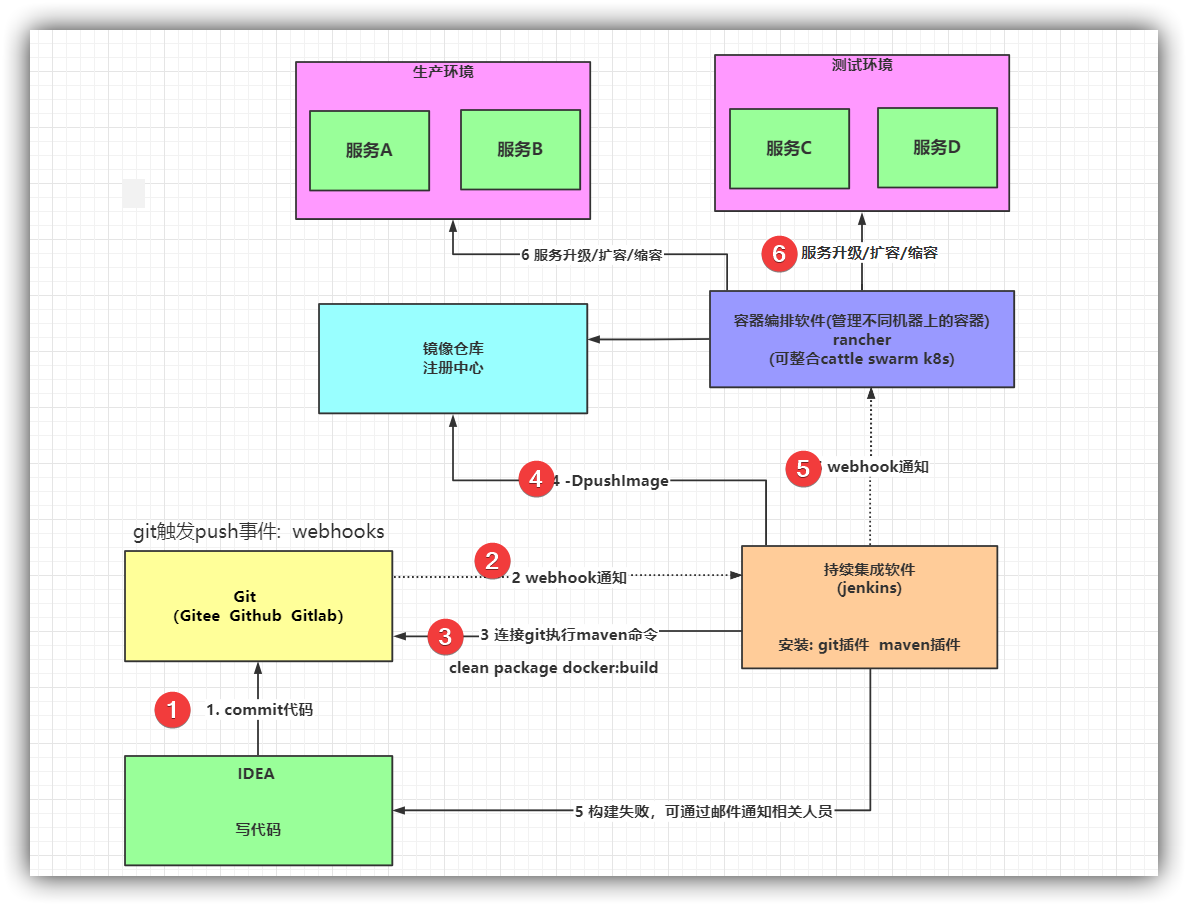 生产环境
测试环境
服务A
服务B
服务C
服务D
6 服务升级/扩容/缩容
6 服务升级/扩容/缩容
容器编排软件(管理不同机器上的容器)
rancher
(可整合cattle swarm k8s)
镜像仓库
注册中心
5 webhook通知
4 4 -DpushImage
git触发push事件: webhooks
2
2 webhook通知
Git
(Gitee Github Gitlab)
持续集成软件
(jenkins)
安装: git插件 maven插件
3 3 连接git执行maven命令
clean package docker:build
1 1. commit代码
IDEA
写代码
5 构建失败，可通过邮件通知相关人员